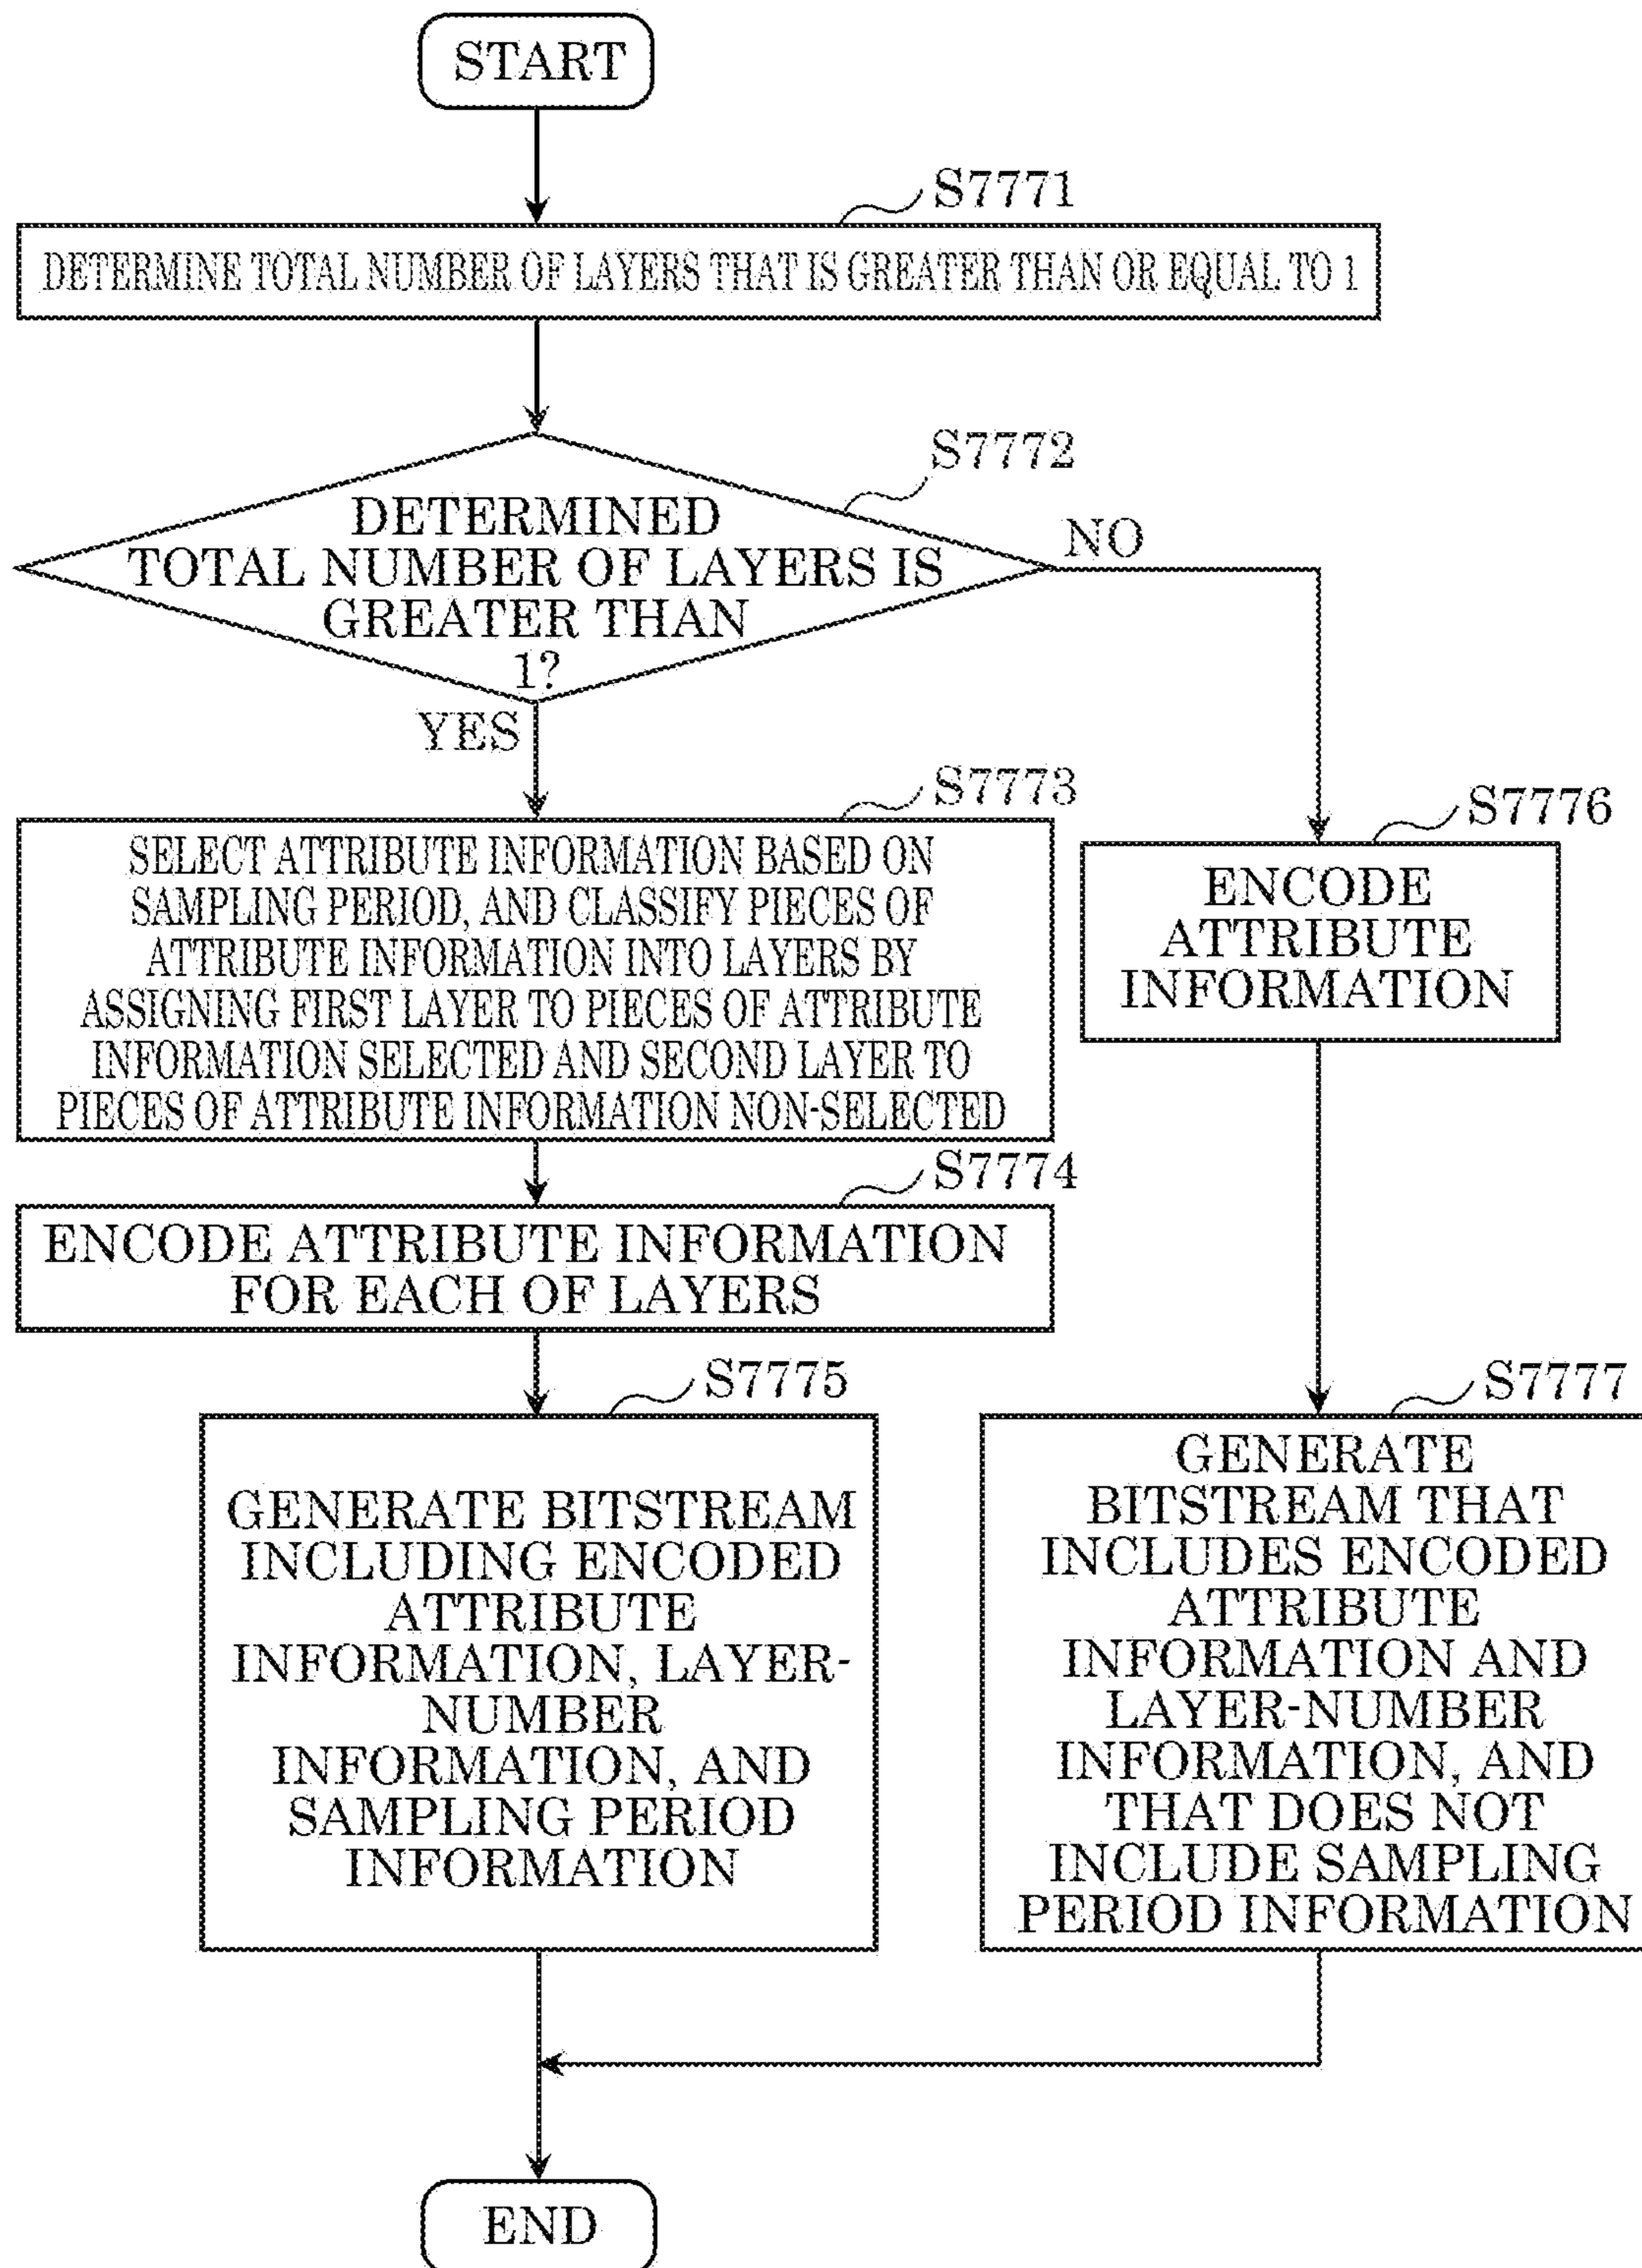 START
S7771
DETERMINE TOTAL NUMBER OF LAYERS THAT IS GREATER THAN OR EQUAL TO 1
S7772
DETERMINED
TOTAL NUMBER OF LAYERS IS
GREATER THAN
1?
NO
YES
S7773
SELECT ATTRIBUTE INFORMATION BASED ON
SAMPLING PERIOD, AND CLASSIFY PIECES OF
ATTRIBUTE INFORMATION INTO LAYERS BY
ASSIGNING FIRST LAYER TO PIECES OF ATTRIBUTE
INFORMATION SELECTED AND SECOND LAYER TO
PIECES OF ATTRIBUTE INFORMATION NON-SELECTED
S7776
ENCODE
ATTRIBUTE
INFORMATION
S7774
ENCODE ATTRIBUTE INFORMATION
FOR EACH OF LAYERS
S7775
GENERATE BITSTREAM
INCLUDING ENCODED
ATTRIBUTE
INFORMATION, LAYER-
NUMBER
INFORMATION, AND
SAMPLING PERIOD
INFORMATION
S7777
GENERATE
BITSTREAM THAT
INCLUDES ENCODED
ATTRIBUTE
INFORMATION AND
LAYER-NUMBER
INFORMATION, AND
THAT DOES NOT
INCLUDE SAMPLING
PERIOD INFORMATION
END